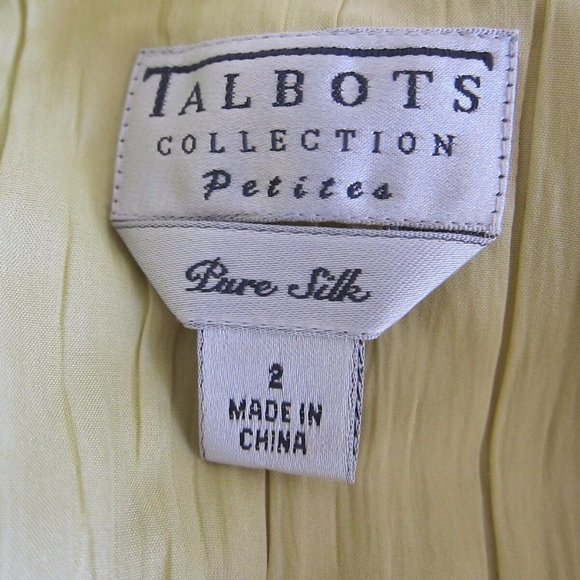 TALBOTS
COLLECTION
Petites
Pure Silk
2
MADE IN
CHINA